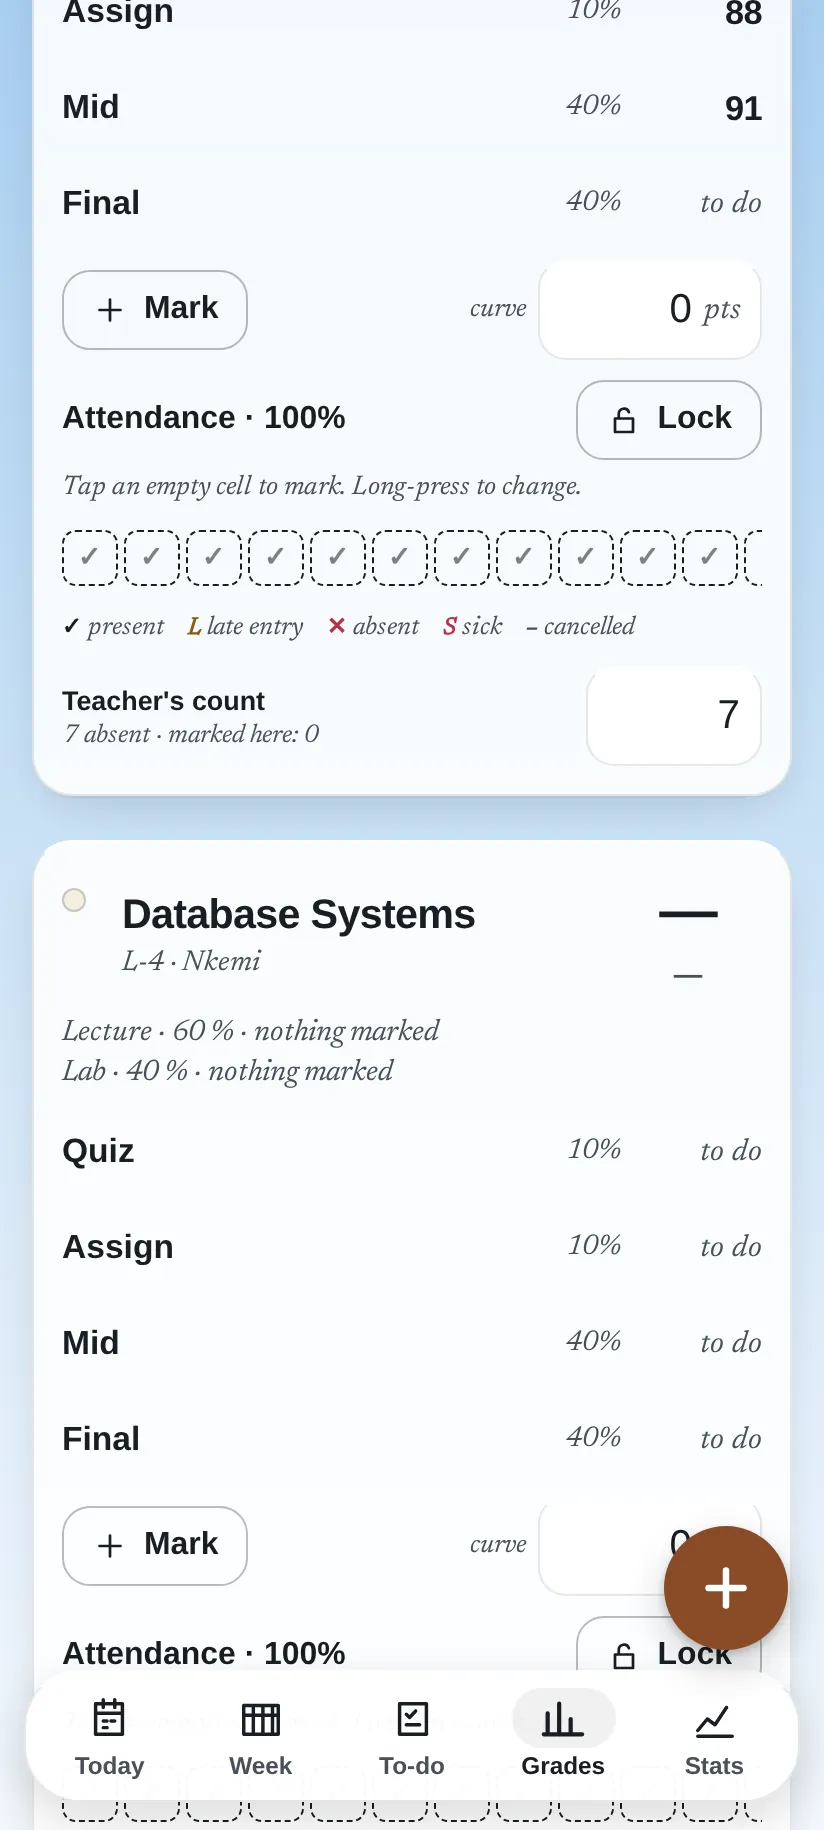 Assign 10% 88
Mid 40% 91
Final 40% to do
+ Mark curve 0 pts
Attendance · 100% Lock
Tap an empty cell to mark. Long-press to change.
✓ ✓ ✓ ✓ ✓ ✓ ✓ ✓ ✓ ✓ ✓
✓ present L late entry ✕ absent S sick – cancelled
Teacher's count 7
7 absent · marked here: 0
Database Systems —
L-4 · Nkemi —
Lecture · 60 % · nothing marked
Lab · 40 % · nothing marked
Quiz 10% to do
Assign 10% to do
Mid 40% to do
Final 40% to do
+ Mark curve 0
Attendance · 100% Lock
Today Week To-do Grades Stats